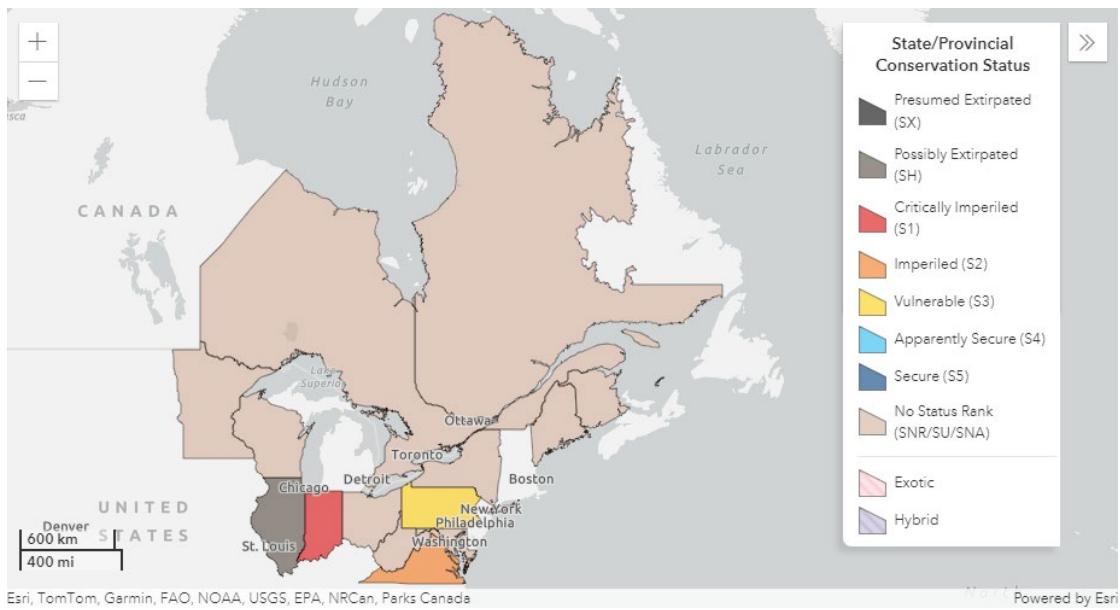 +
−
asca
Hudson
Bay
Labrador
Sea
CANADA
Lake
Superio
Ottawa
Toronto
Chicago
Detroit
Boston
New York
Philadelphia
UNITED
STATES
Denver
St. Louis
Washington
600 km
400 mi
State/Provincial
Conservation Status
Presumed Extirpated
(SX)
Possibly Extirpated
(SH)
Critically Imperiled
(S1)
Imperiled (S2)
Vulnerable (S3)
Apparently Secure (S4)
Secure (S5)
No Status Rank
(SNR/SU/SNA)
Exotic
Hybrid
Esri, TomTom, Garmin, FAO, NOAA, USGS, EPA, NRCan, Parks Canada
Powered by Esri